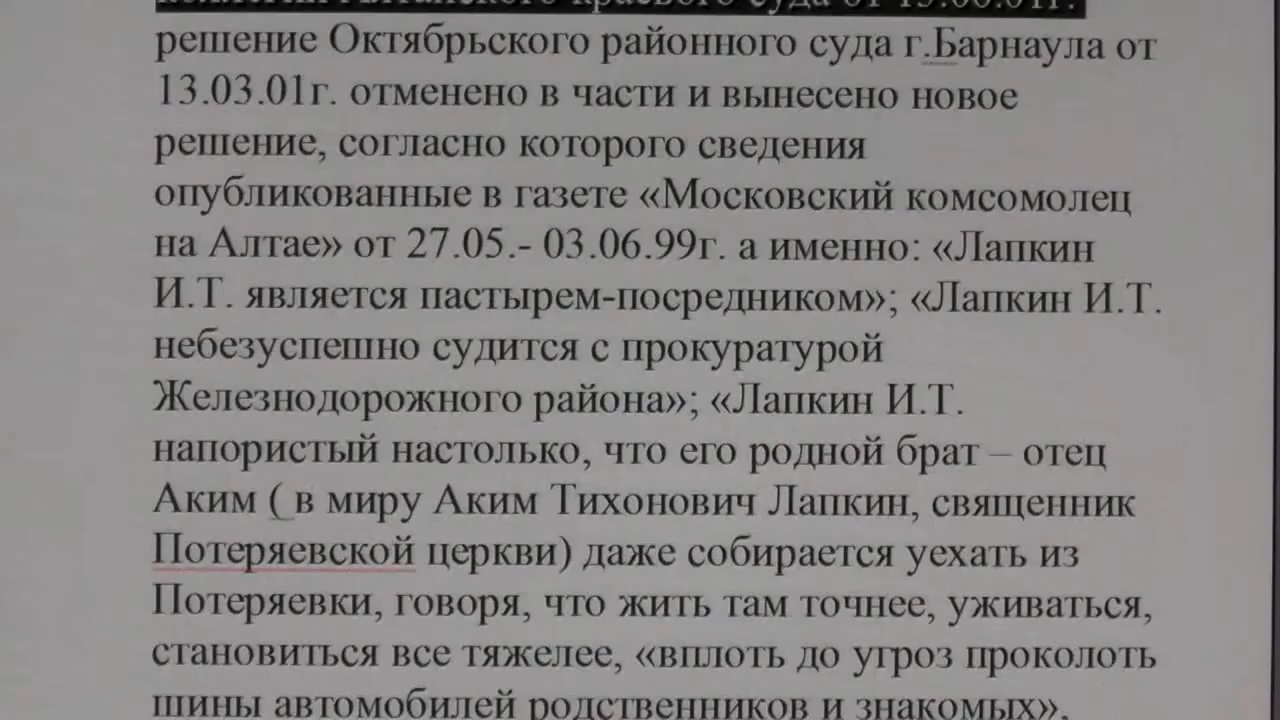 краевого суда от
решение Октябрьского районного суда г.Барнаула от
13.03.01г. отменено в части и вынесено новое
решение, согласно которого сведения
опубликованные в газете «Московский комсомолец
на Алтае» от 27.05.- 03.06.99г. а именно: «Лапкин
И.Т. является пастырем-посредником»; «Лапкин И.Т.
небезуспешно судится с прокуратурой
Железнодорожного района»; «Лапкин И.Т.
напористый настолько, что его родной брат – отец
Аким ( в миру Аким Тихонович Лапкин, священник
Потеряевской церкви) даже собирается уехать из
Потеряевки, говоря, что жить там точнее, уживаться,
становиться все тяжелее, «вплоть до угроз проколоть
шины автомобилей родственников и знакомых».